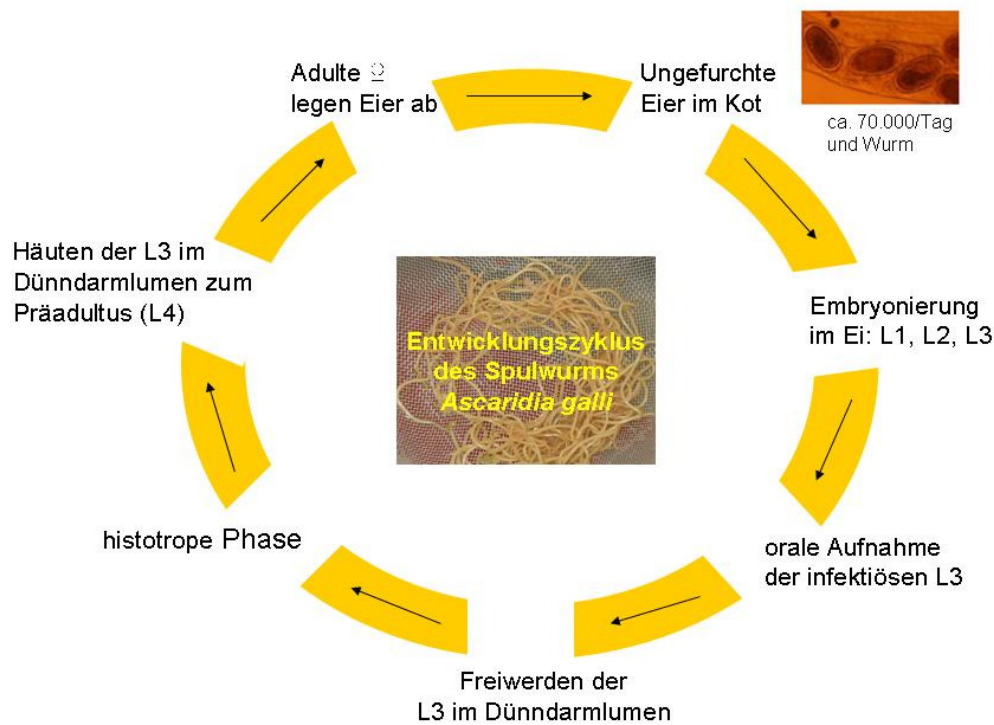 Adulte ♀
legen Eier ab
Ungefurchte
Eier im Kot
ca. 70.000/Tag
und Wurm
Embryonierung
im Ei: L1, L2, L3
orale Aufnahme
der infektiösen L3
Freiwerden der
L3 im Dünndarmlumen
histotrope Phase
Häuten der L3 im
Dünndarmlumen zum
Präadultus (L4)
Entwicklungszyklus
des Spulwurms
Ascaridia galli